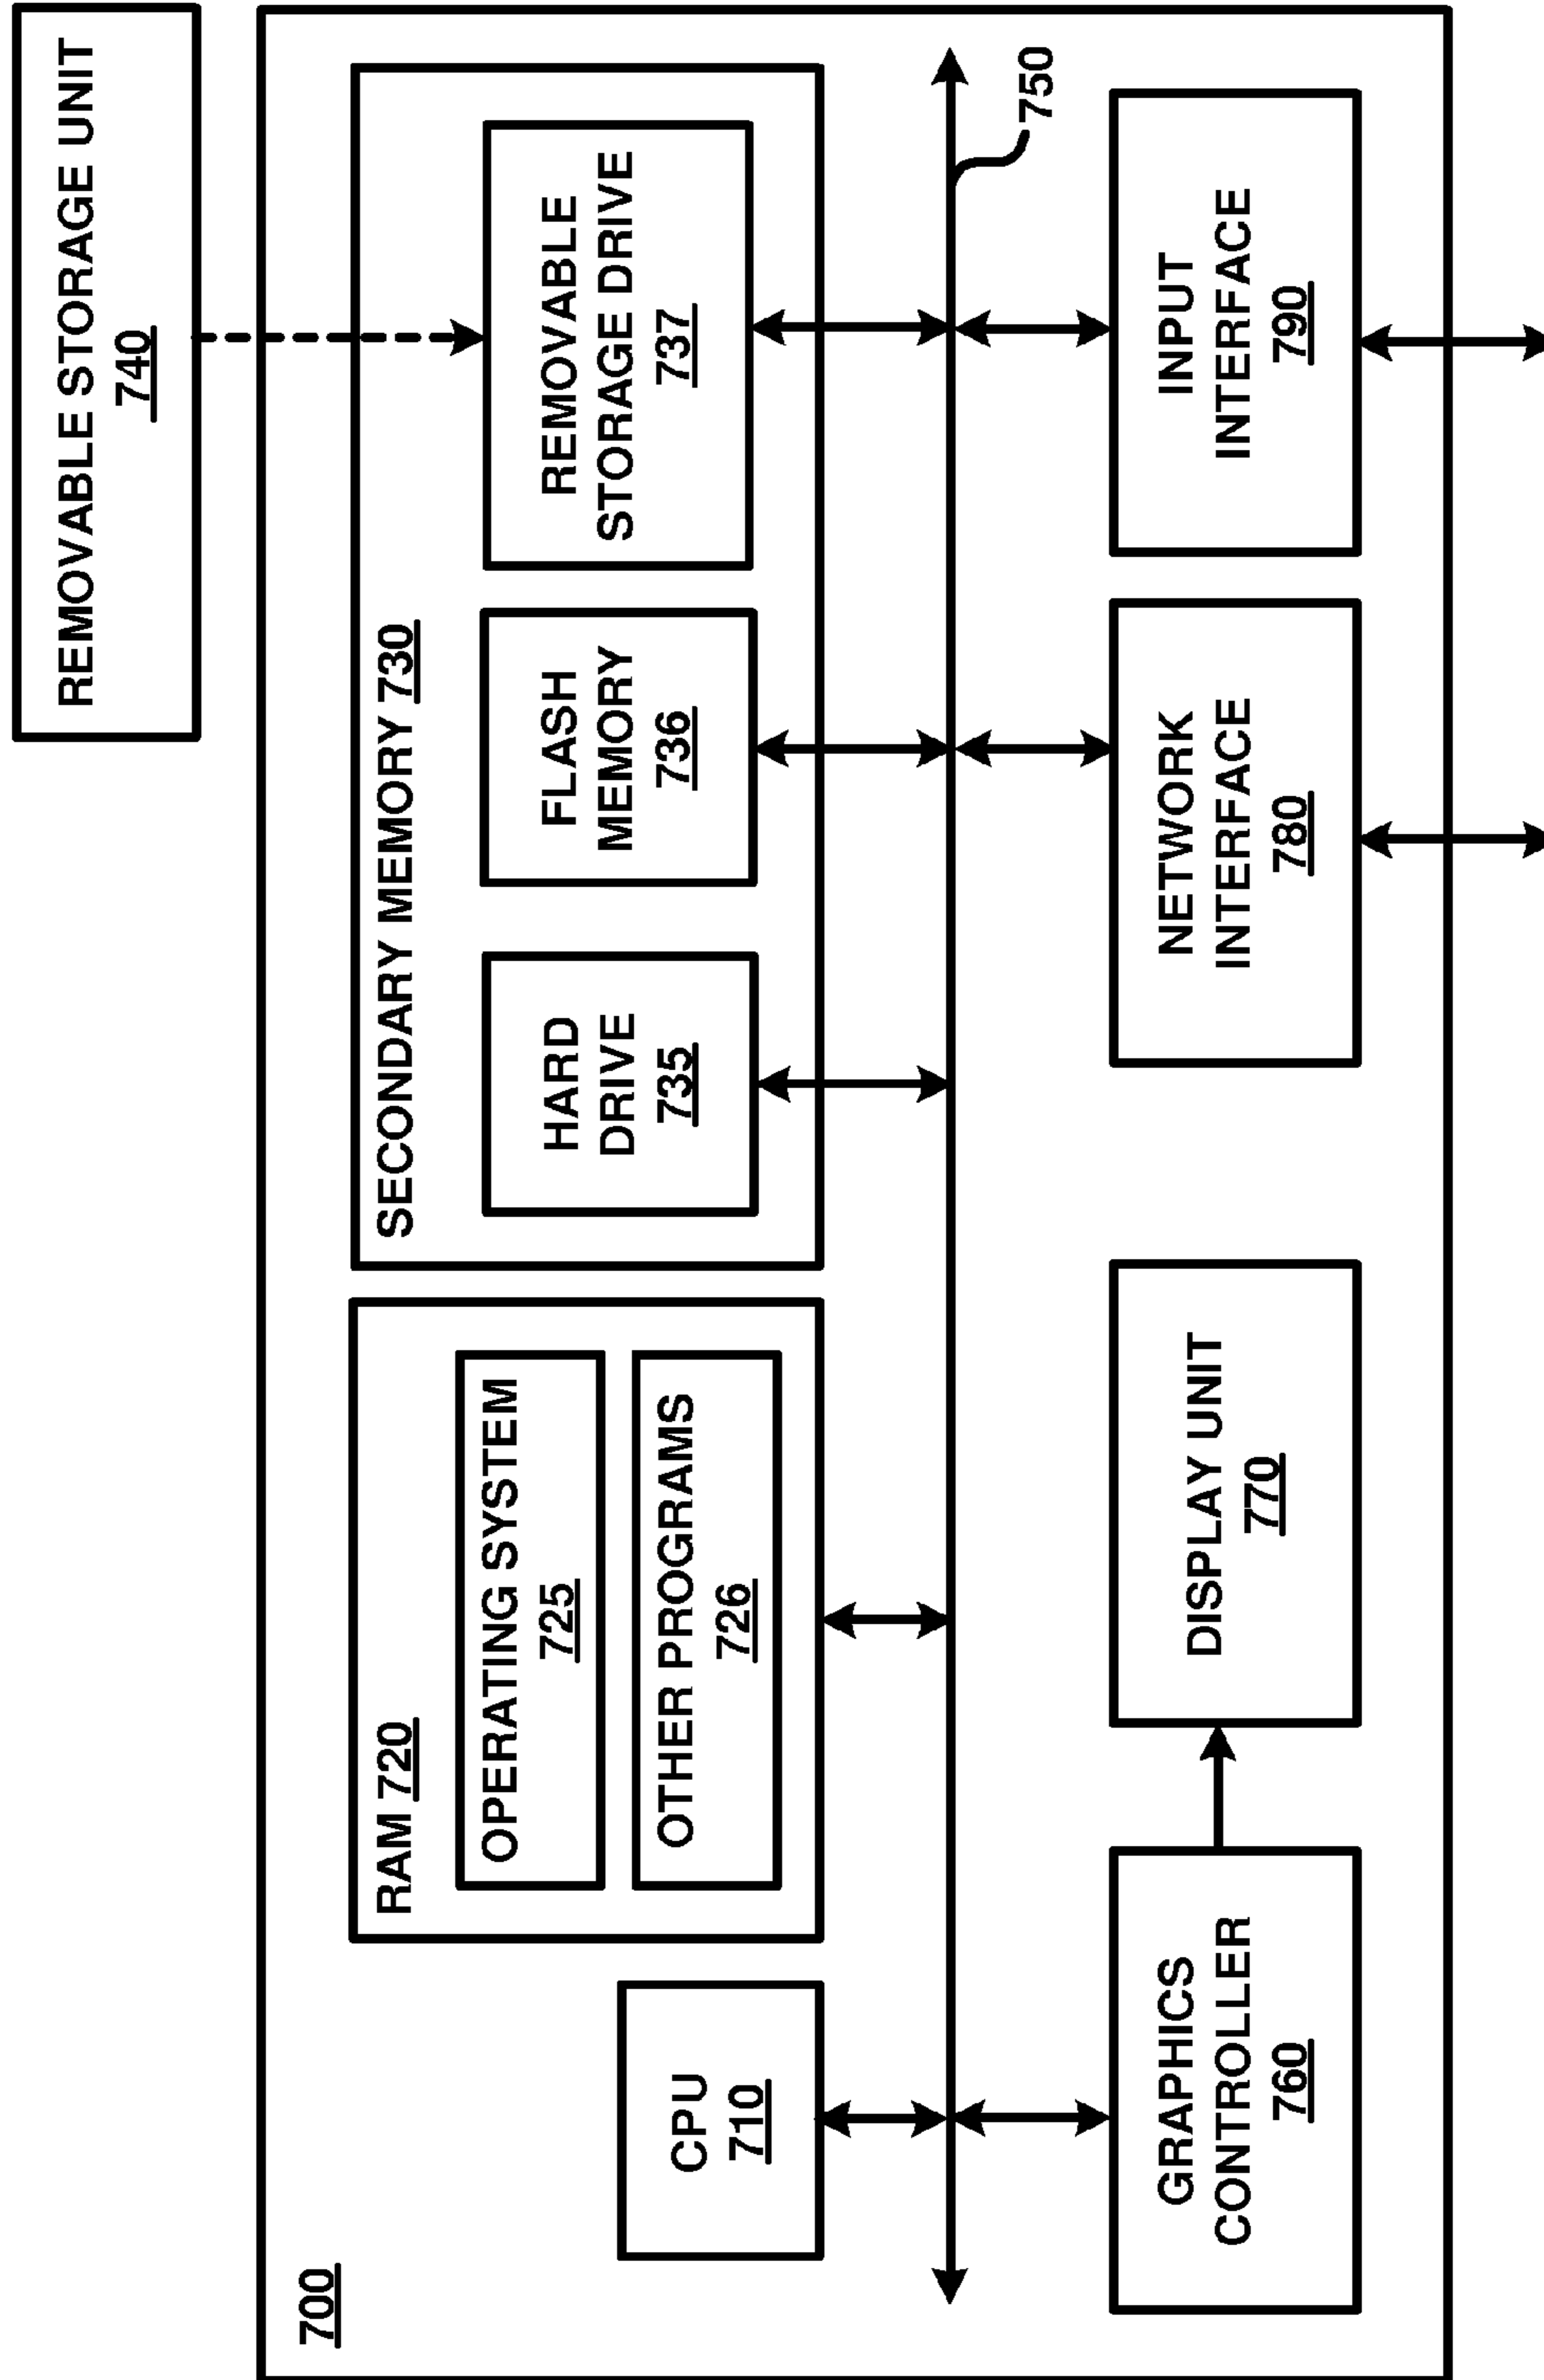 REMOVABLE STORAGE UNIT
740
700
CPU
710
RAM 720
OPERATING SYSTEM
725
OTHER PROGRAMS
726
SECONDARY MEMORY 730
HARD
DRIVE
735
FLASH
MEMORY
736
REMOVABLE
STORAGE DRIVE
737
750
GRAPHICS
CONTROLLER
760
DISPLAY UNIT
770
NETWORK
INTERFACE
780
INPUT
INTERFACE
790